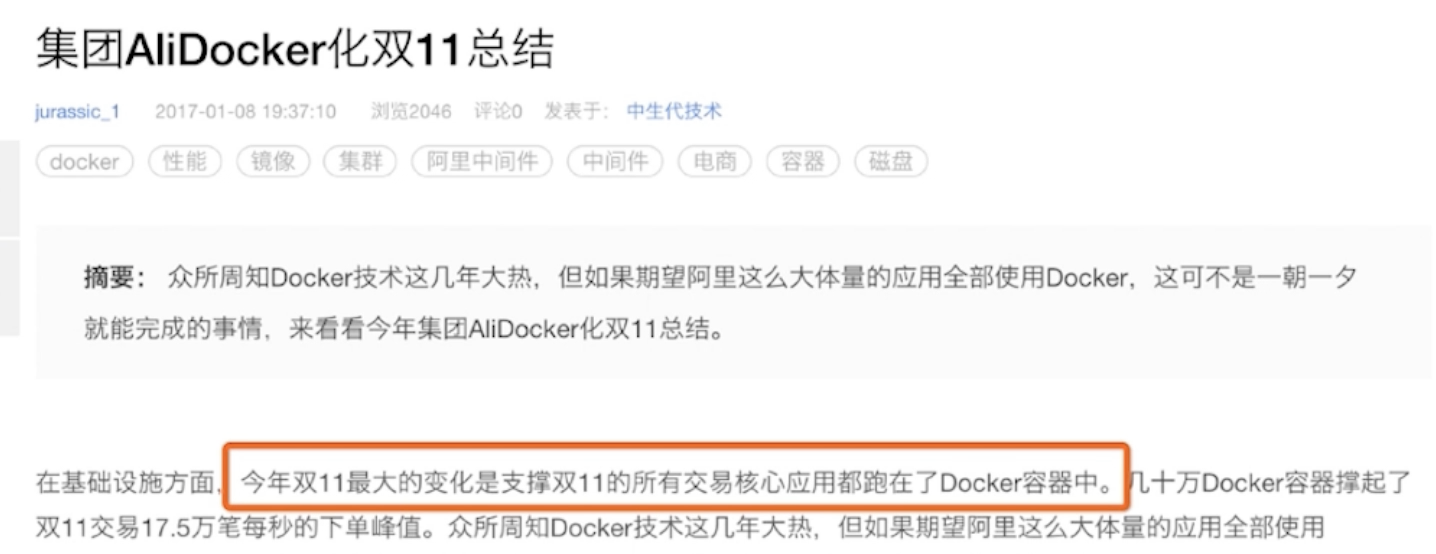 集团AliDocker化双11总结
jurassic_1 2017-01-08 19:37:10 浏览2046 评论0 发表于： 中生代技术
docker 性能 镜像 集群 阿里中间件 中间件 电商 容器 磁盘
摘要： 众所周知Docker技术这几年大热，但如果期望阿里这么大体量的应用全部使用Docker，这可不是一朝一夕
就能完成的事情，来看看今年集团AliDocker化双11总结。
在基础设施方面，今年双11最大的变化是支撑双11的所有交易核心应用都跑在了Docker容器中。几十万Docker容器撑起了
双11交易17.5万笔每秒的下单峰值。众所周知Docker技术这几年大热，但如果期望阿里这么大体量的应用全部使用